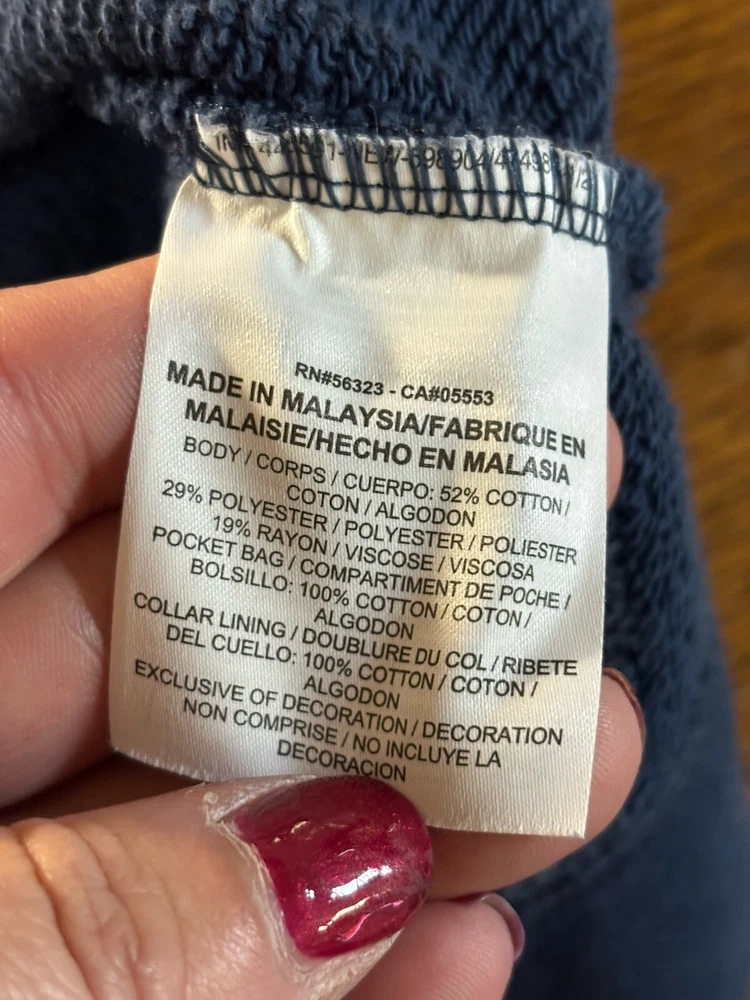 RN#56323 - CA#05553
MADE IN MALAYSIA/FABRIQUE EN
MALAISIE/HECHO EN MALASIA
BODY / CORPS / CUERPO: 52% COTTON /
COTON / ALGODON
29% POLYESTER / POLYESTER / POLIESTER
19% RAYON / VISCOSE / VISCOSA
POCKET BAG / COMPARTIMENT DE POCHE /
BOLSILLO: 100% COTTON / COTON /
ALGODON
COLLAR LINING / DOUBLURE DU COL / RIBETE
DEL CUELLO: 100% COTTON / COTON /
ALGODON
EXCLUSIVE OF DECORATION / DECORATION
NON COMPRISE / NO INCLUYE LA
DECORACION